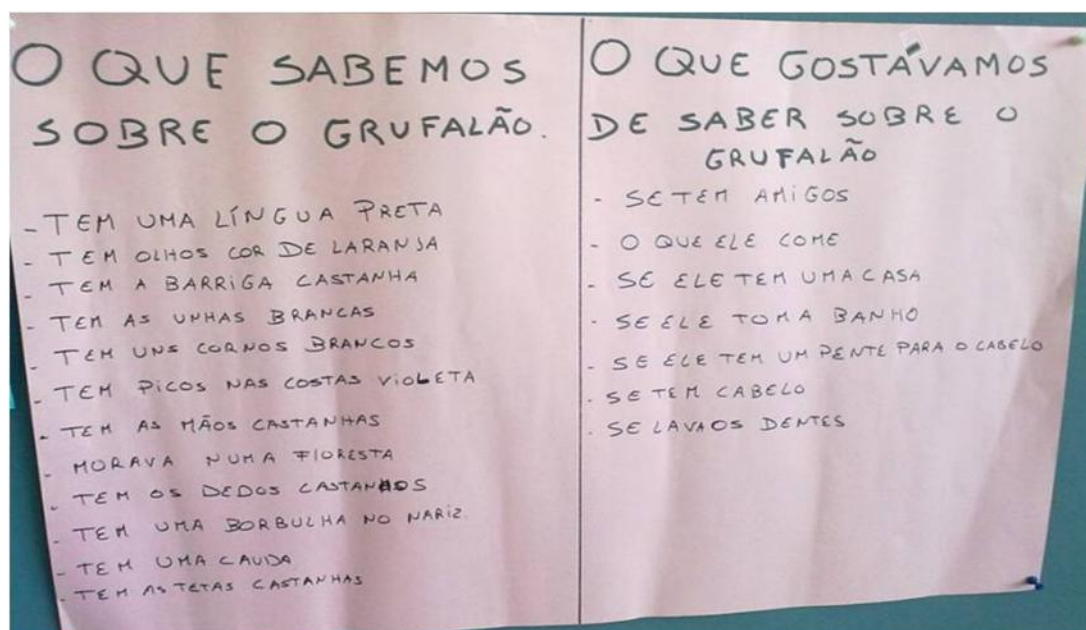 O QUE SABEMOS
SOBRE O GRUFALÃO.
- TEM UMA LÍNGUA PRETA
- TEM OLHOS COR DE LARANJA
- TEM A BARRIGA CASTANHA
- TEM AS UNHAS BRANCAS
- TEM UNS CORNOS BRANCOS
- TEM PICOS NAS COSTAS VIOLETA
- TEM AS MÃOS CASTANHAS
- MORAVA NUMA FLORESTA
- TEM OS DEDOS CASTANHOS
- TEM UMA BORBULHA NO NARIZ.
- TEM UMA CAUDA
- TEM AS TETAS CASTANHAS
O QUE GOSTÁVAMOS
DE SABER SOBRE O
GRUFALÃO
- SE TEM AMIGOS
- O QUE ELE COME
- SE ELE TEM UMA CASA
- SE ELE TOMA BANHO
- SE ELE TEM UM PENTE PARA O CABELO
- SE TEM CABELO
- SE LAVA OS DENTES